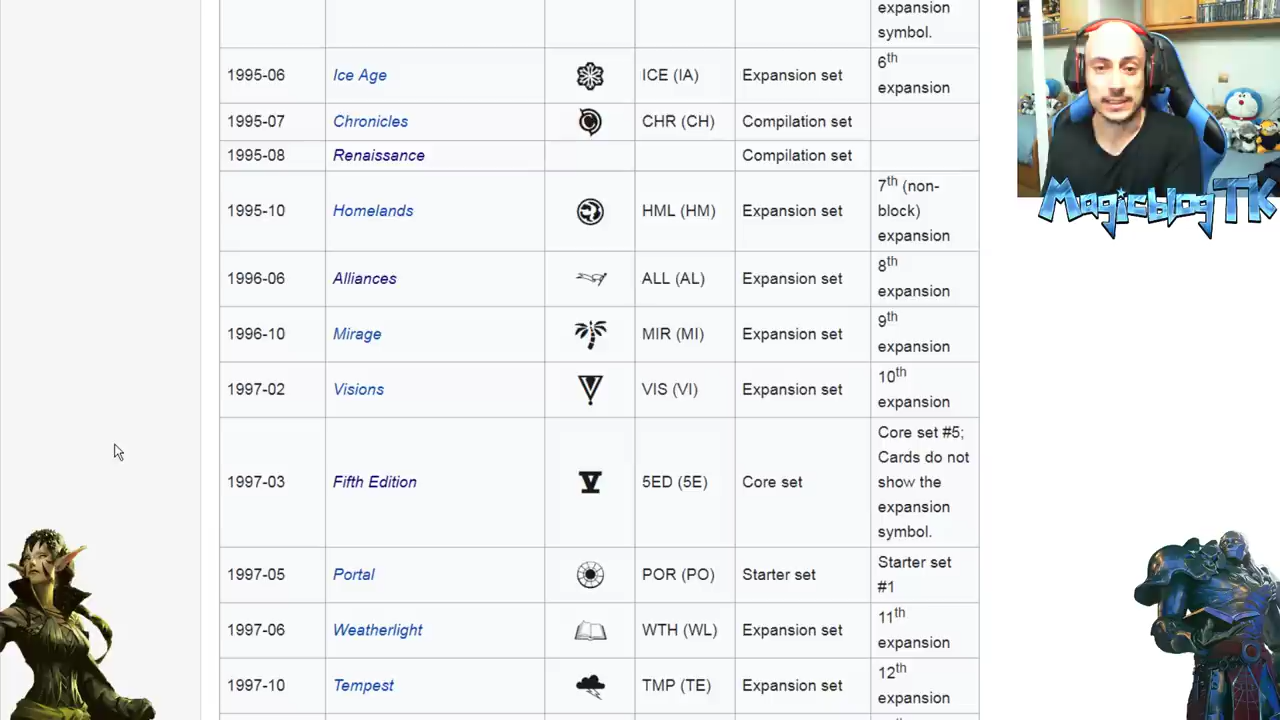 expansion
symbol.
1995-06 Ice Age ICE (IA) Expansion set 6th
expansion
1995-07 Chronicles CHR (CH) Compilation set
1995-08 Renaissance Compilation set
1995-10 Homelands HML (HM) Expansion set 7th (non-
block)
expansion
1996-06 Alliances ALL (AL) Expansion set 8th
expansion
1996-10 Mirage MIR (MI) Expansion set 9th
expansion
1997-02 Visions VIS (VI) Expansion set 10th
expansion
1997-03 Fifth Edition V 5ED (5E) Core set Core set #5;
Cards do not
show the
expansion
symbol.
1997-05 Portal POR (PO) Starter set Starter set
#1
1997-06 Weatherlight WTH (WL) Expansion set 11th
expansion
1997-10 Tempest TMP (TE) Expansion set 12th
expansion
MagicblogTK